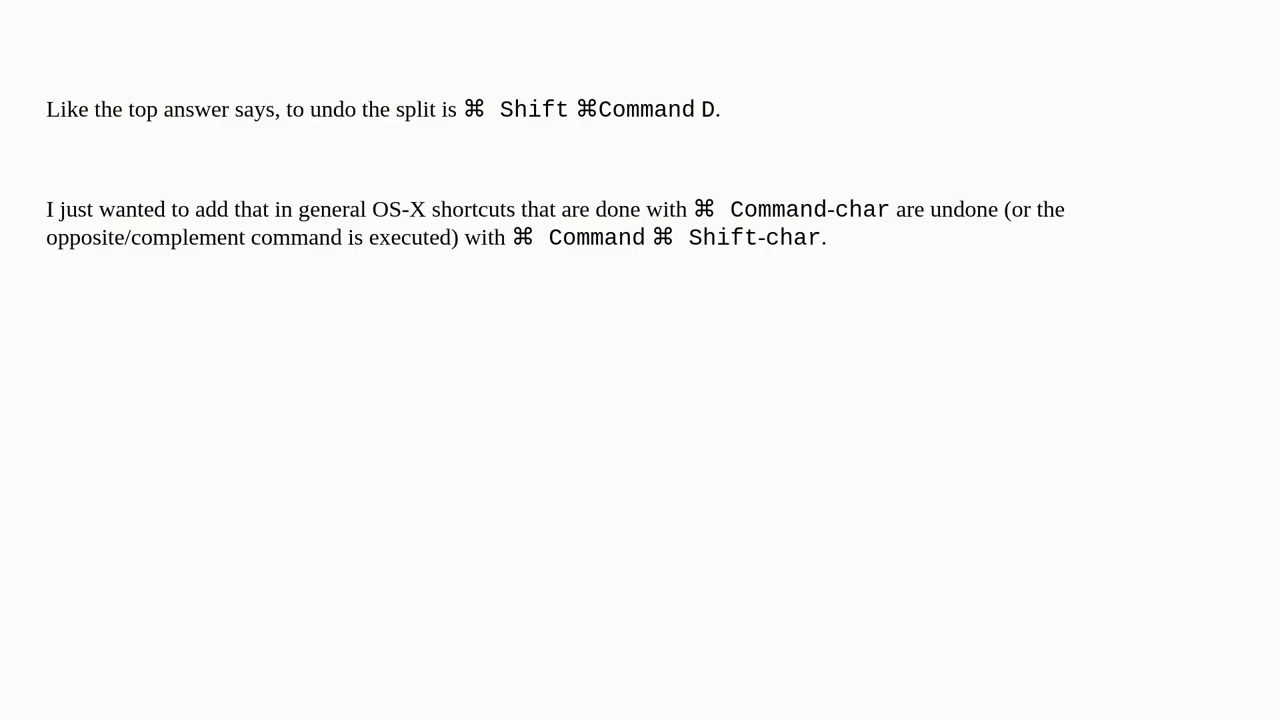 Like the top answer says, to undo the split is ⌘ Shift ⌘Command D.
I just wanted to add that in general OS-X shortcuts that are done with ⌘ Command-char are undone (or the
opposite/complement command is executed) with ⌘ Command ⌘ Shift-char.